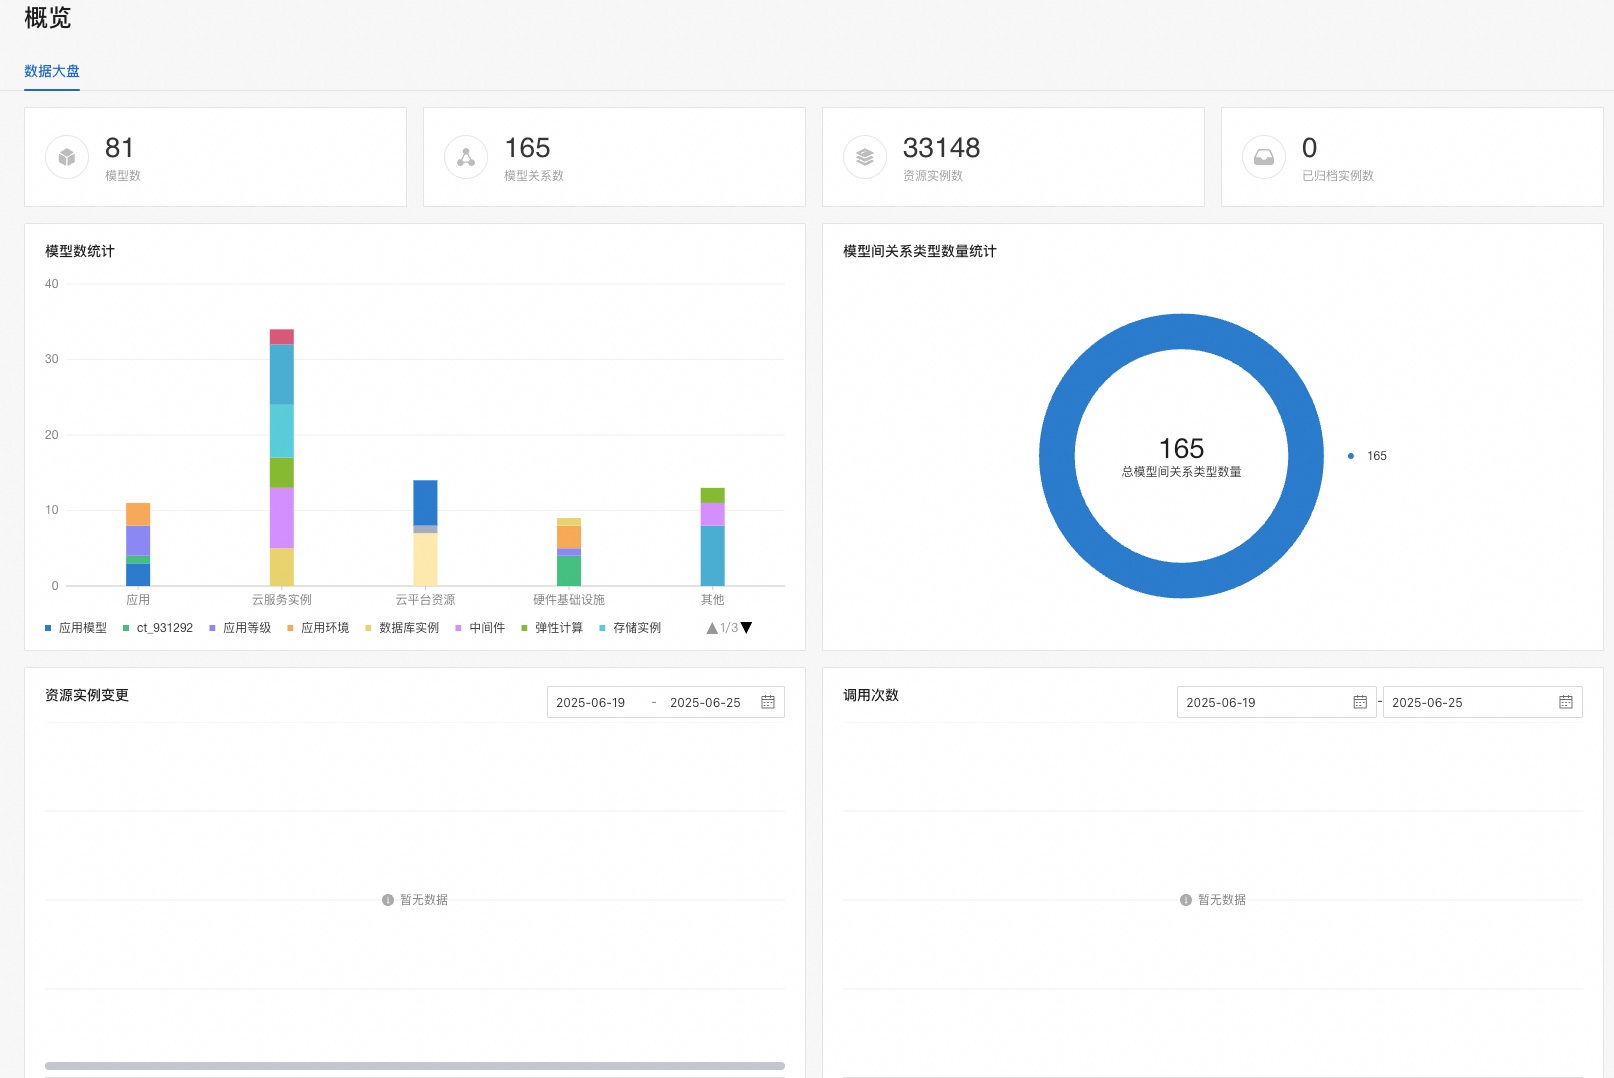 概览
数据大盘
81
模型数
165
模型关系数
33148
资源实例数
0
已归档实例数
模型数统计
40
30
20
10
0
应用
云服务实例
云平台资源
硬件基础设施
其他
应用模型 ct_931292 应用等级 应用环境 数据库实例 中间件 弹性计算 存储实例 1/3
模型间关系类型数量统计
165
总模型间关系类型数量
165
资源实例变更
2025-06-19 - 2025-06-25
暂无数据
调用次数
2025-06-19 - 2025-06-25
暂无数据